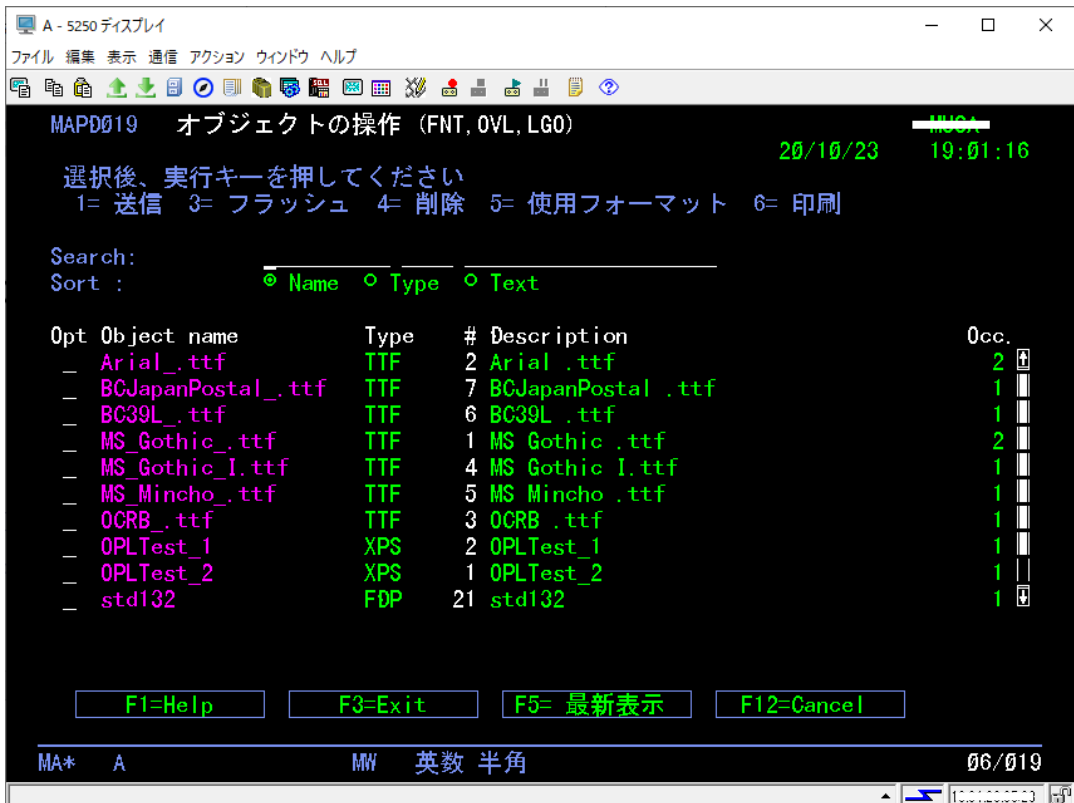 A - 5250 ディスプレイ
ファイル 編集 表示 通信 アクション ウィンドウ ヘルプ
MAPD019 オブジェクトの操作 (FNT,OVL,LGO)
20/10/23 19:01:16
選択後、実行キーを押してください
1= 送信 3= フラッシュ 4= 削除 5= 使用フォーマット 6= 印刷
Search:
Sort : Name Type Text
Opt Object name Type # Description Occ.
_ Arial_.ttf TTF 2 Arial .ttf 2
_ BCJapanPostal_.ttf TTF 7 BCJapanPostal .ttf 1
_ BC39L_.ttf TTF 6 BC39L .ttf 1
_ MS_Gothic_.ttf TTF 1 MS Gothic .ttf 2
_ MS_Gothic_I.ttf TTF 4 MS Gothic I.ttf 1
_ MS_Mincho_.ttf TTF 5 MS Mincho .ttf 1
_ OCRB_.ttf TTF 3 OCRB .ttf 1
_ OPLTest_1 XPS 2 OPLTest_1 1
_ OPLTest_2 XPS 1 OPLTest_2 1
_ std132 FDP 21 std132 1
F1=Help F3=Exit F5= 最新表示 F12=Cancel
MA* A MW 英数 半角 06/019